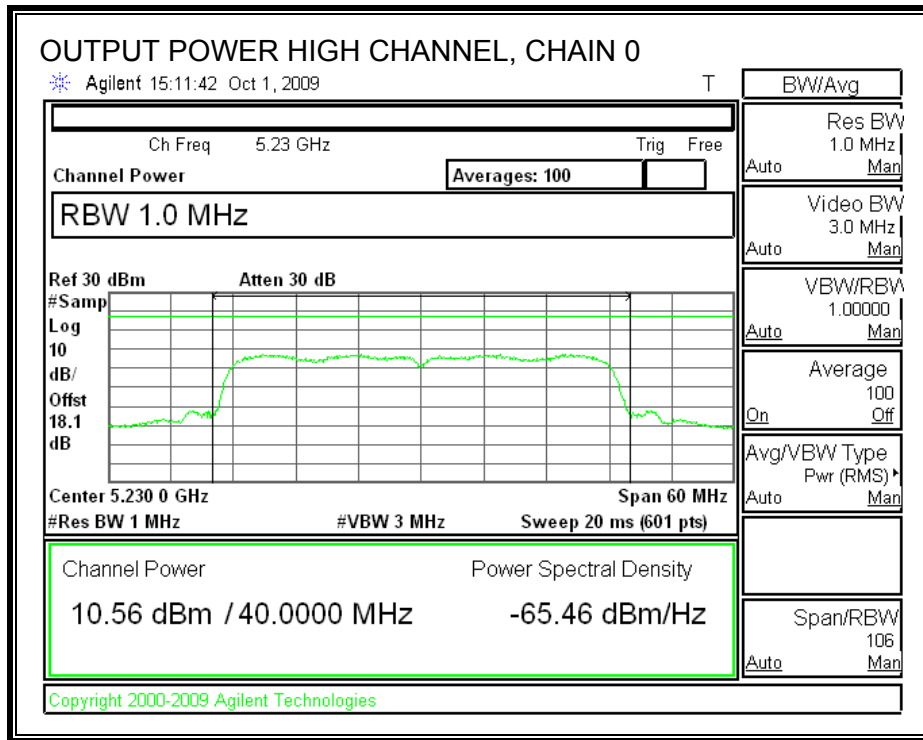 OUTPUT POWER HIGH CHANNEL, CHAIN 0
Agilent 15:11:42 Oct 1, 2009 T
Ch Freq 5.23 GHz Trig Free
Channel Power Averages: 100
RBW 1.0 MHz
Ref 30 dBm Atten 30 dB
#Samp
Log
10
dB/
Offst
18.1
dB
Center 5.230 0 GHz Span 60 MHz
#Res BW 1 MHz #VBW 3 MHz Sweep 20 ms (601 pts)
Channel Power Power Spectral Density
10.56 dBm / 40.0000 MHz -65.46 dBm/Hz
Copyright 2000-2009 Agilent Technologies
BW/Avg
Res BW
1.0 MHz
Auto Man
Video BW
3.0 MHz
Auto Man
VBW/RBW
1.00000
Auto Man
Average
100
On Off
Avg/VBW Type
Pwr (RMS)
Auto Man
Span/RBW
106
Auto Man